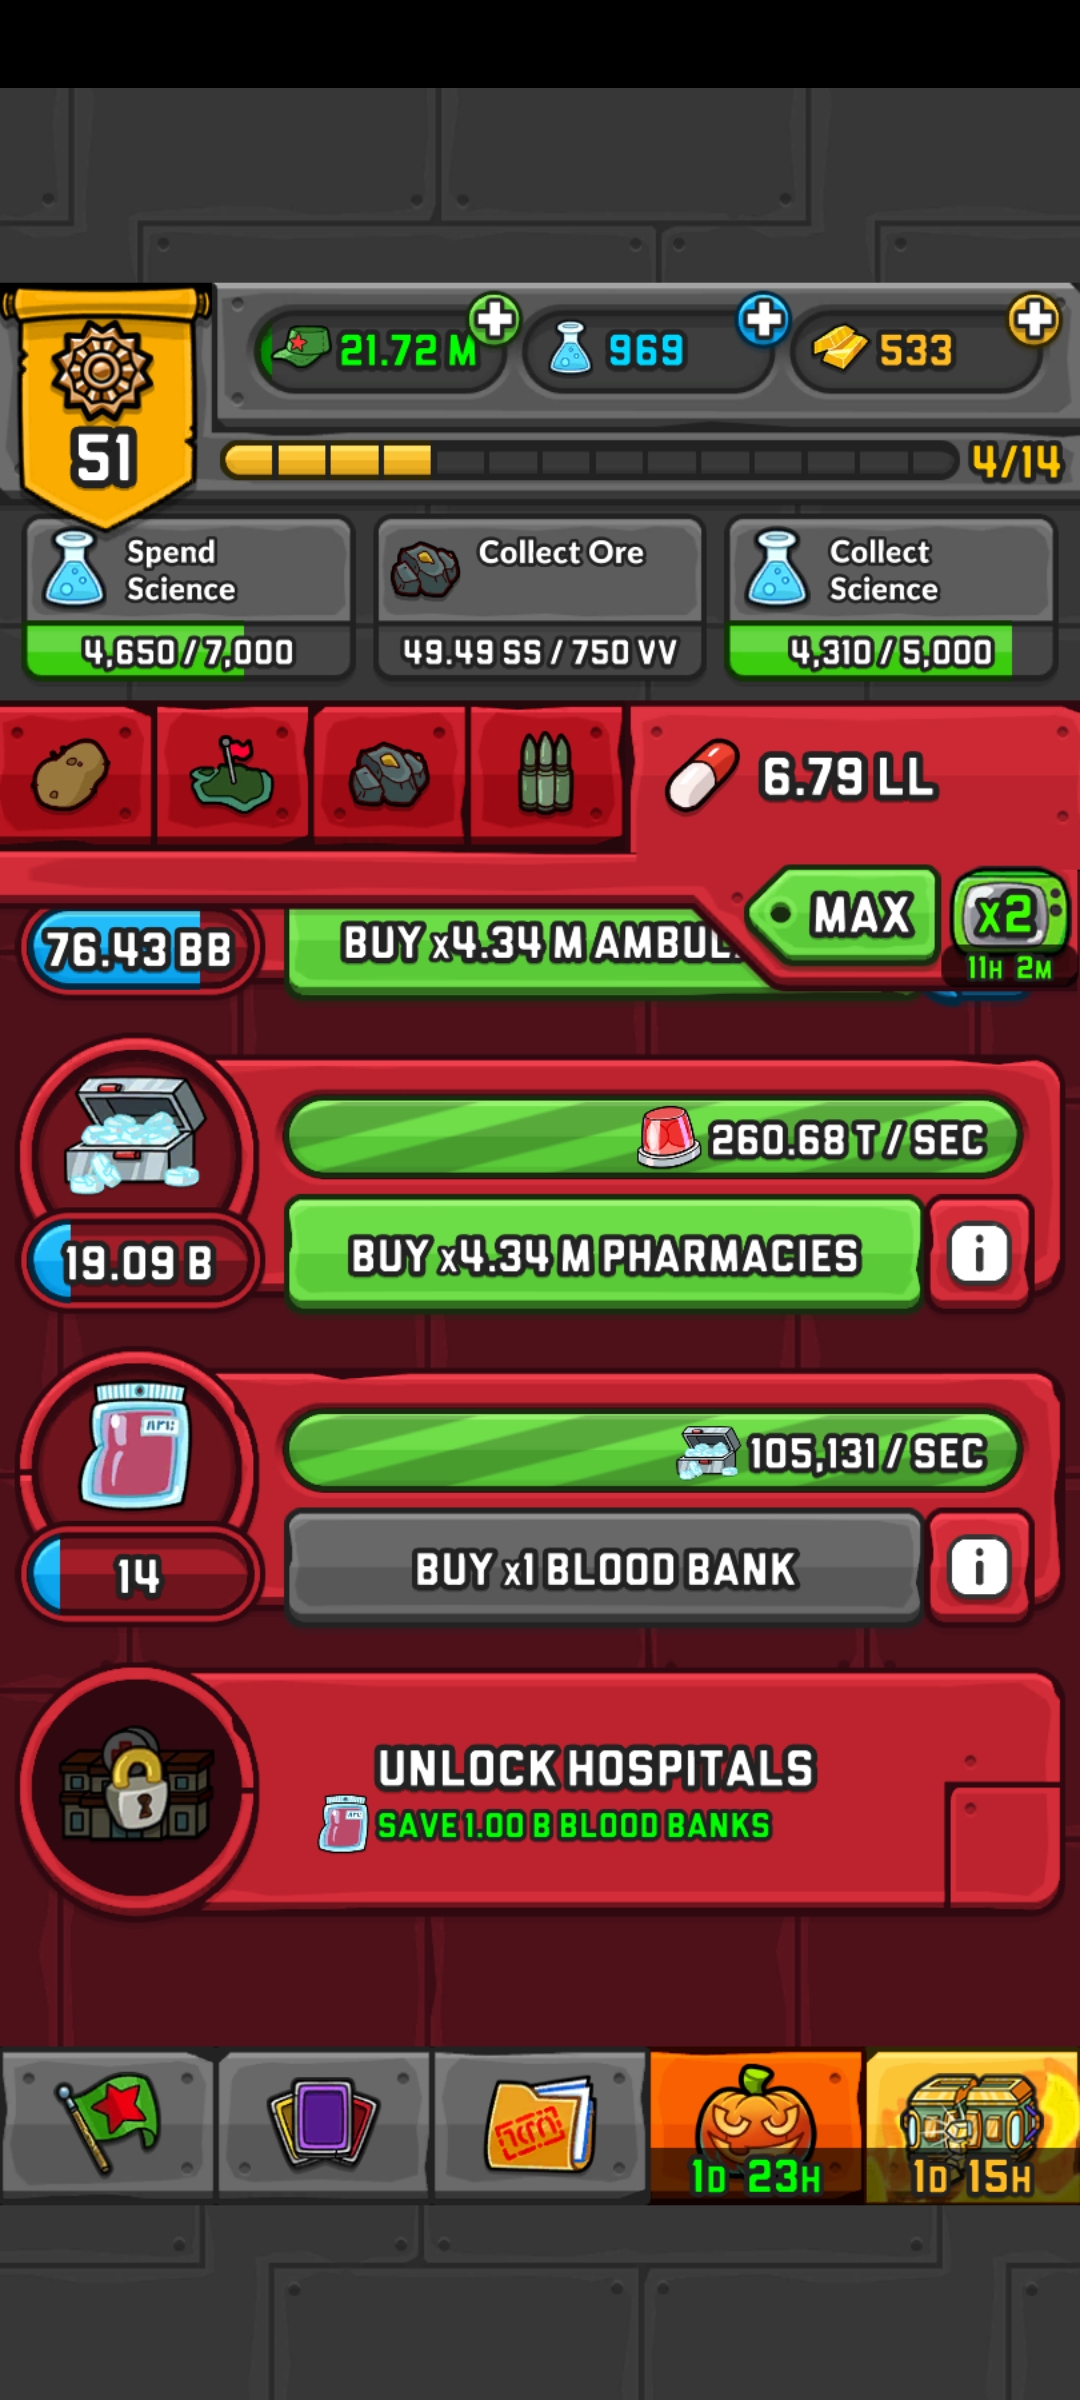 21.72 M
969
533
51
4/14
Spend
Science
4,650 / 7,000
Collect Ore
49.49 SS / 750 VV
Collect
Science
4,310 / 5,000
6.79 LL
MAX
x2
11H 2M
76.43 BB
BUY x4.34 M AMBUL
260.68 T / SEC
19.09 B
BUY x4.34 M PHARMACIES
i
105,131 / SEC
14
BUY x1 BLOOD BANK
i
UNLOCK HOSPITALS
SAVE 1.00 B BLOOD BANKS
1D 23H
1D 15H